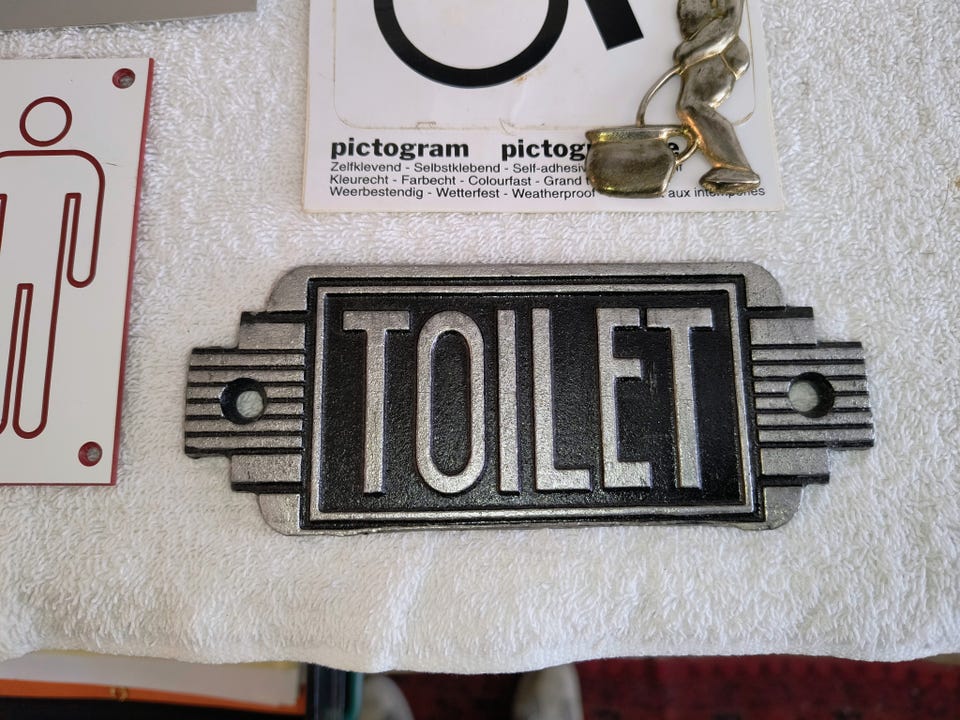 pictogram pictog
Zelfklevend - Selbstklebend - Self-adhesiv
Kleurecht - Farbecht - Colourfast - Grand
Weerbestendig - Wetterfest - Weatherproof aux intempéries
TOILET